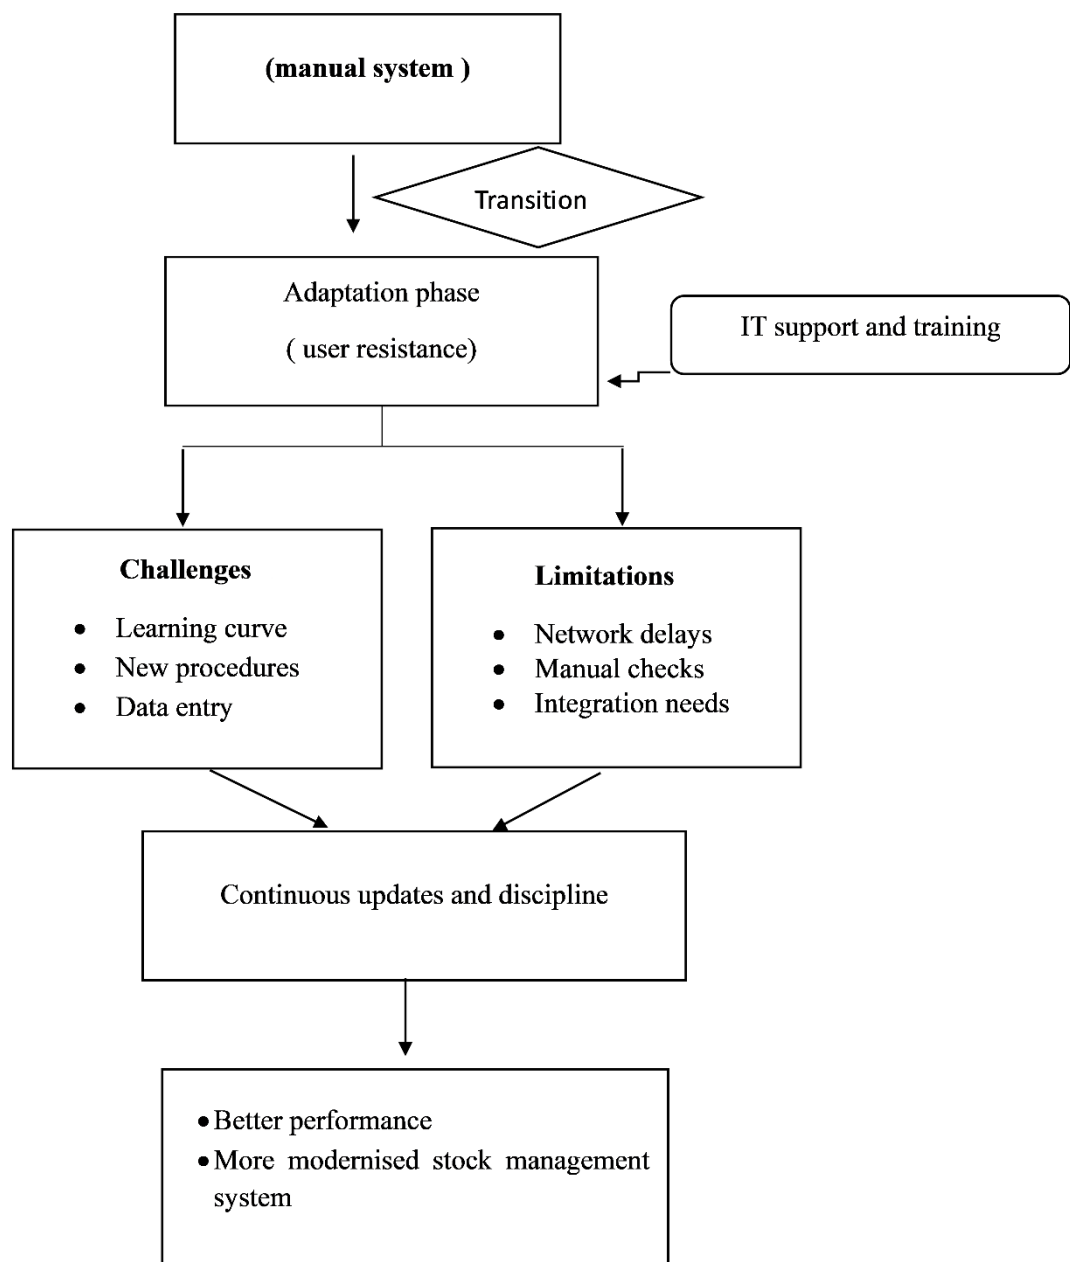 (manual system )
Transition
Adaptation phase
( user resistance)
IT support and training
Challenges
• Learning curve
• New procedures
• Data entry
Limitations
• Network delays
• Manual checks
• Integration needs
Continuous updates and discipline
• Better performance
• More modernised stock management
system